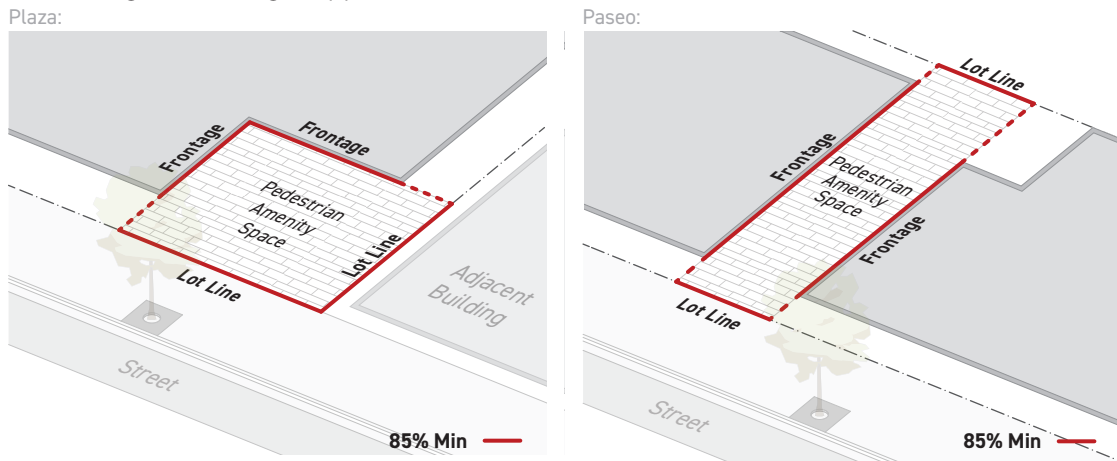 Plaza:
Frontage
Frontage
Pedestrian
Amenity
Space
Lot Line
Lot Line
Adjacent
Building
Street
85% Min
Paseo:
Lot Line
Frontage
Pedestrian
Amenity
Space
Frontage
Lot Line
Street
85% Min